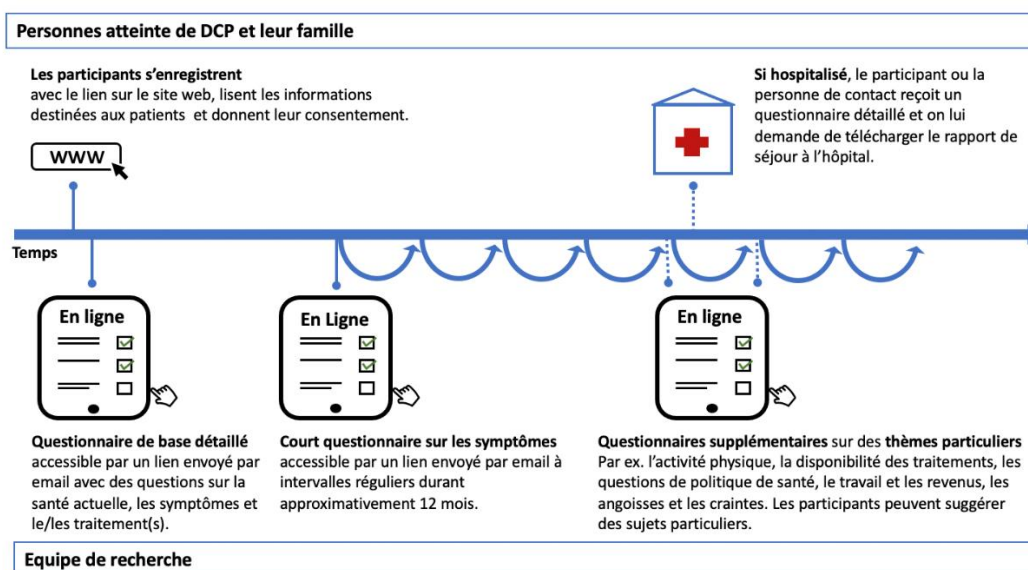 Personnes atteinte de DCP et leur famille
Les participants s'enregistrent
avec le lien sur le site web, lisent les informations
destinées aux patients et donnent leur consentement.
WWW
Si hospitalisé, le participant ou la
personne de contact reçoit un
questionnaire détaillé et on lui
demande de télécharger le rapport de
séjour à l'hôpital.
Temps
En ligne
En Ligne
En ligne
Questionnaire de base détaillé
accessible par un lien envoyé par
email avec des questions sur la
santé actuelle, les symptômes et
le/les traitement(s).
Court questionnaire sur les symptômes
accessible par un lien envoyé par email à
intervalles réguliers durant
approximativement 12 mois.
Questionnaires supplémentaires sur des thèmes particuliers
Par ex. l'activité physique, la disponibilité des traitements, les
questions de politique de santé, le travail et les revenus, les
angoisses et les craintes. Les participants peuvent suggérer
des sujets particuliers.
Equipe de recherche